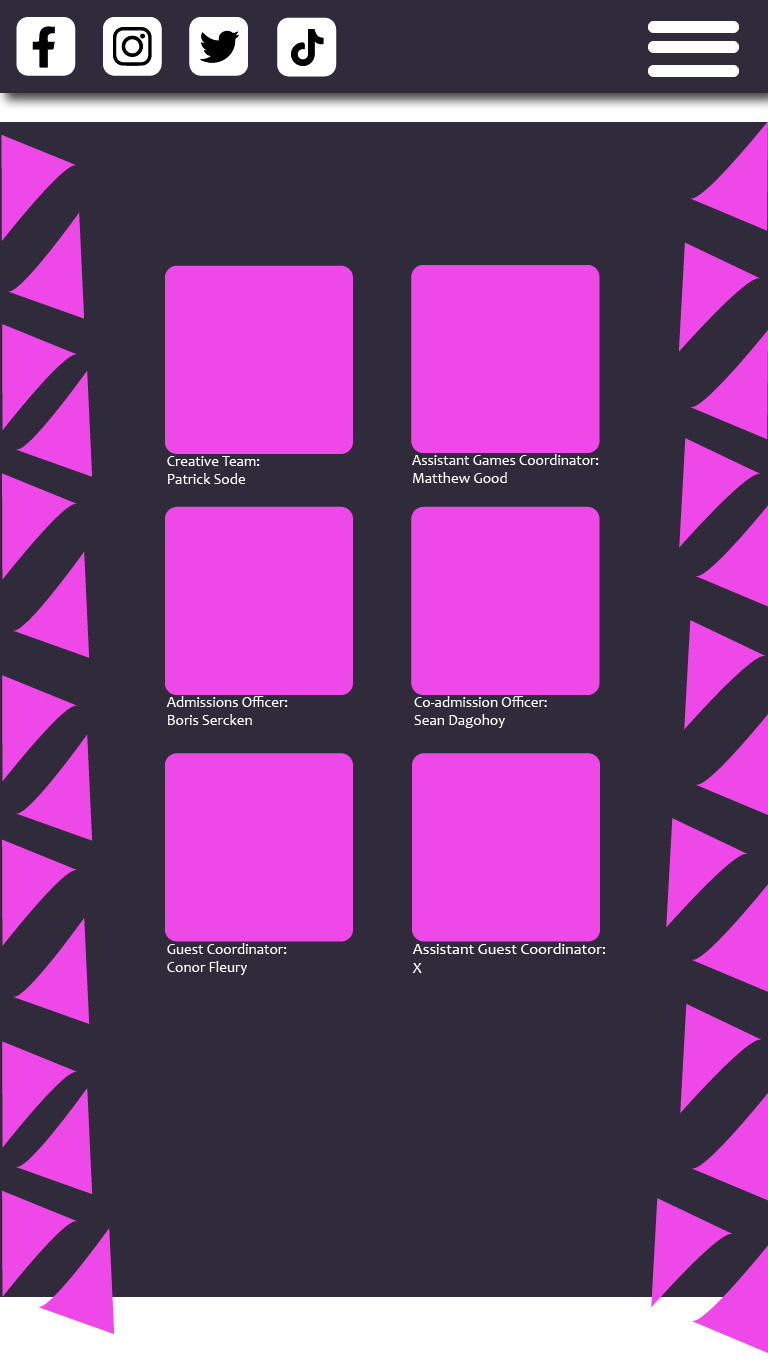 Creative Team:
Patrick Sode
Assistant Games Coordinator:
Matthew Good
Admissions Officer:
Boris Sercken
Co-admission Officer:
Sean Dagohoy
Guest Coordinator:
Conor Fleury
Assistant Guest Coordinator:
X